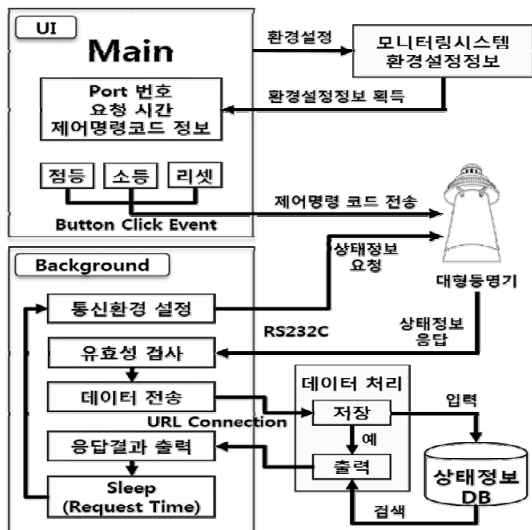 UI
Main
환경설정
모니터링시스템
환경설정정보
Port 번호
요청 시간
제어명령코드 정보
환경설정정보 획득
점등
소등
리셋
Button Click Event
제어명령 코드 전송
Background
상태정보
요청
대형등명기
통신환경 설정
RS232C
상태정보
응답
유효성 검사
데이터 처리
데이터 전송
URL Connection
저장
입력
예
응답결과 출력
출력
상태정보
DB
Sleep
(Request Time)
검색